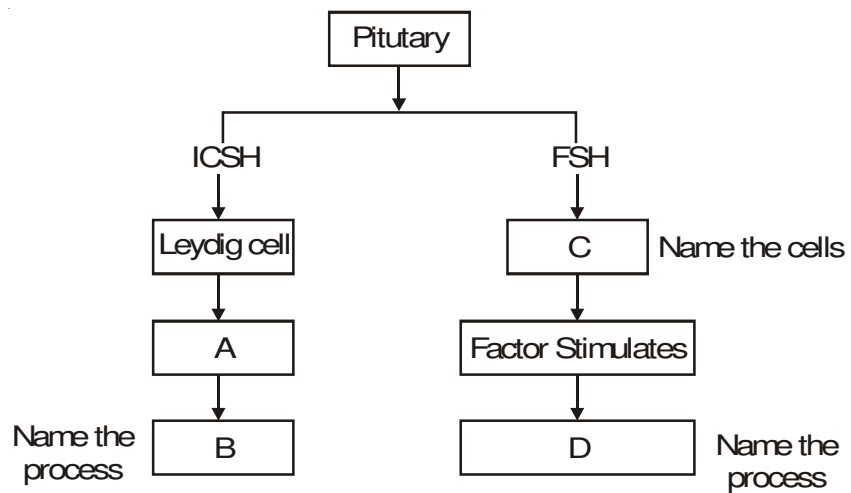 Pitutary
ICSH
FSH
Leydig cell
C
Name the cells
A
Factor Stimulates
Name the
process
B
D
Name the
process